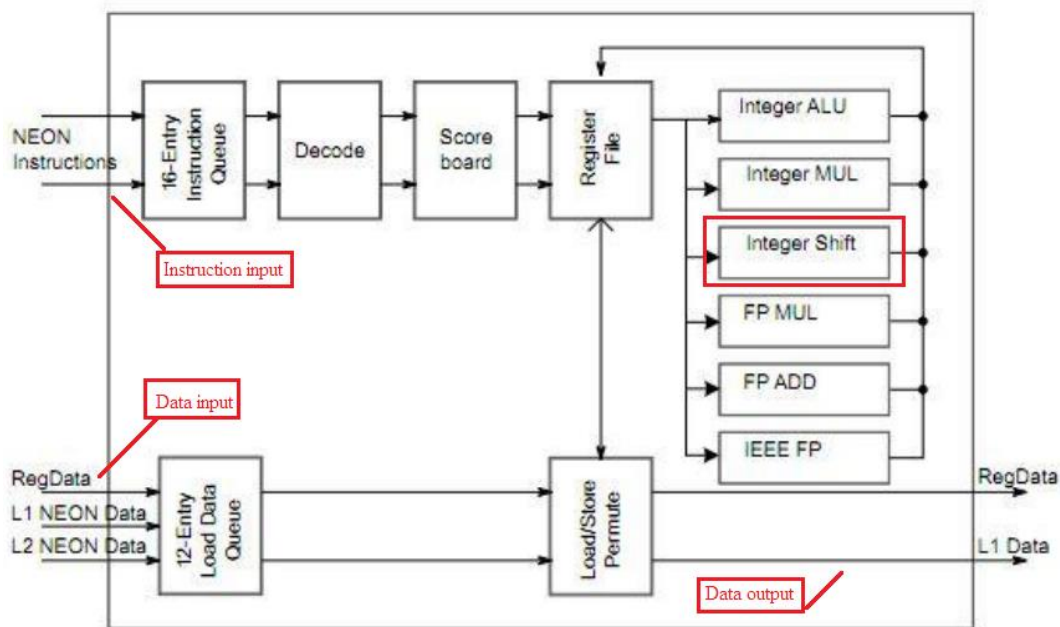 NEON
Instructions
16-Entry
Instruction
Queue
Decode
Score
board
Register
File
Integer ALU
Integer MUL
Integer Shift
FP MUL
FP ADD
IEEE FP
Instruction input
Data input
RegData
L1 NEON Data
L2 NEON Data
12-Entry
Load Data
Queue
Load/Store
Permute
RegData
L1 Data
Data output